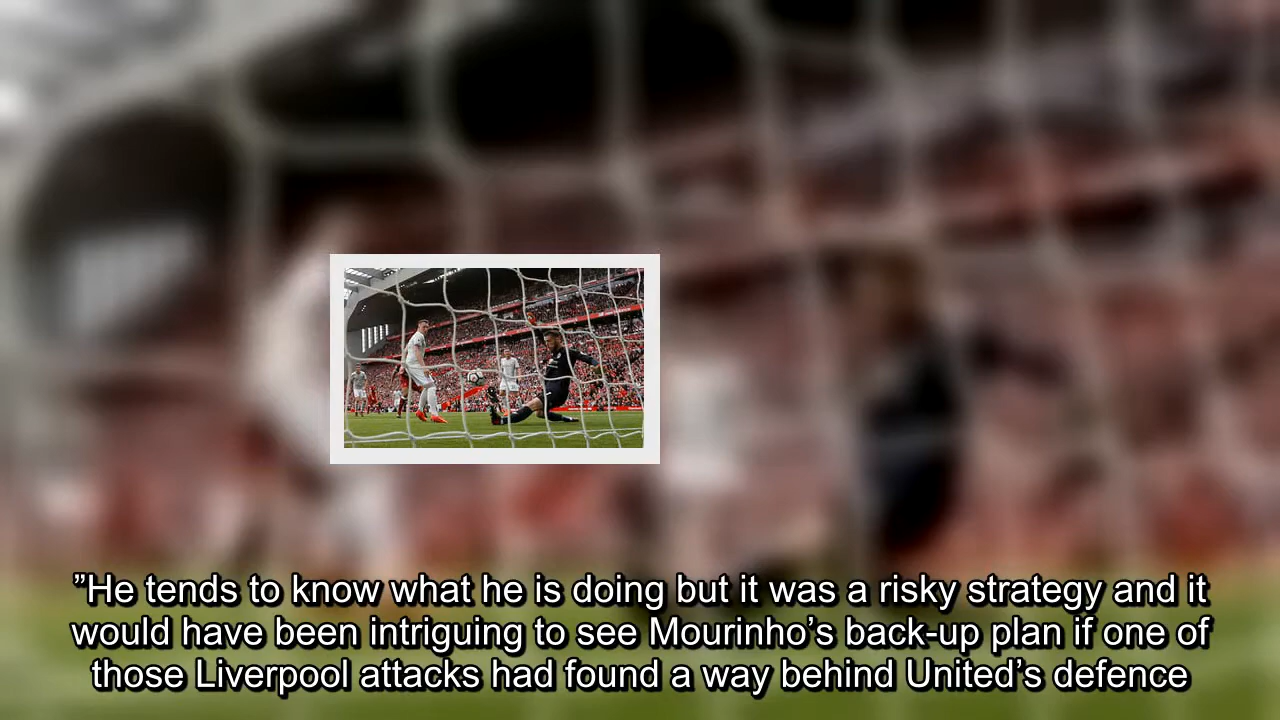 ”He tends to know what he is doing but it was a risky strategy and it
would have been intriguing to see Mourinho’s back-up plan if one of
those Liverpool attacks had found a way behind United’s defence